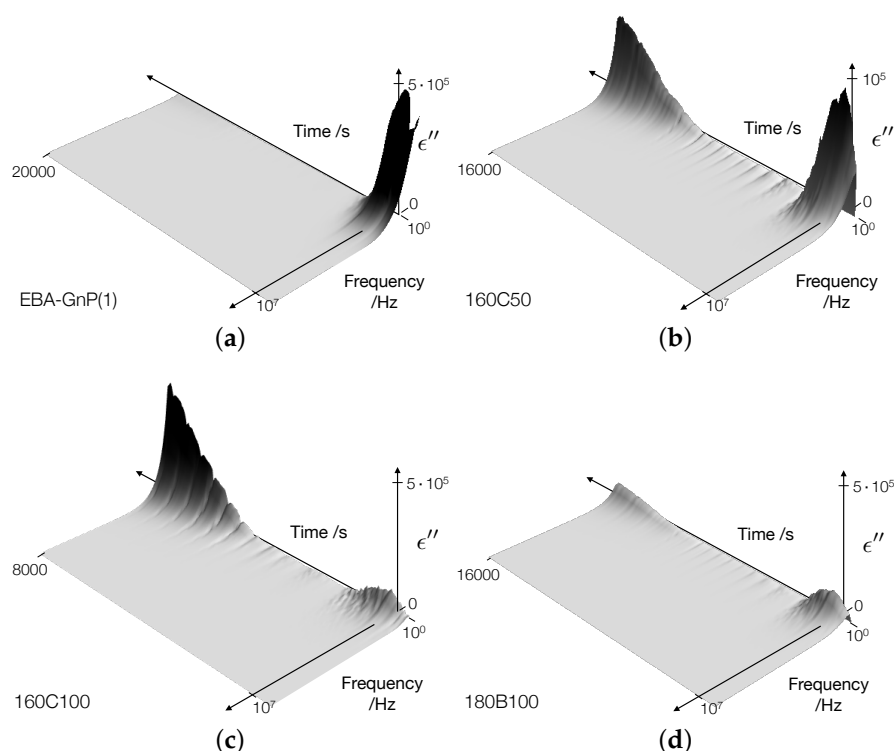 5·10⁵
Time /s
ϵ″
0
10⁰
20000
Frequency
/Hz
10⁷
EBA-GnP(1)
(a)
10⁵
Time /s
ϵ″
0
10⁰
16000
Frequency
/Hz
10⁷
160C50
(b)
5·10⁵
Time /s
ϵ″
0
10⁰
8000
Frequency
/Hz
10⁷
160C100
(c)
5·10⁵
Time /s
ϵ″
0
10⁰
16000
Frequency
/Hz
10⁷
180B100
(d)